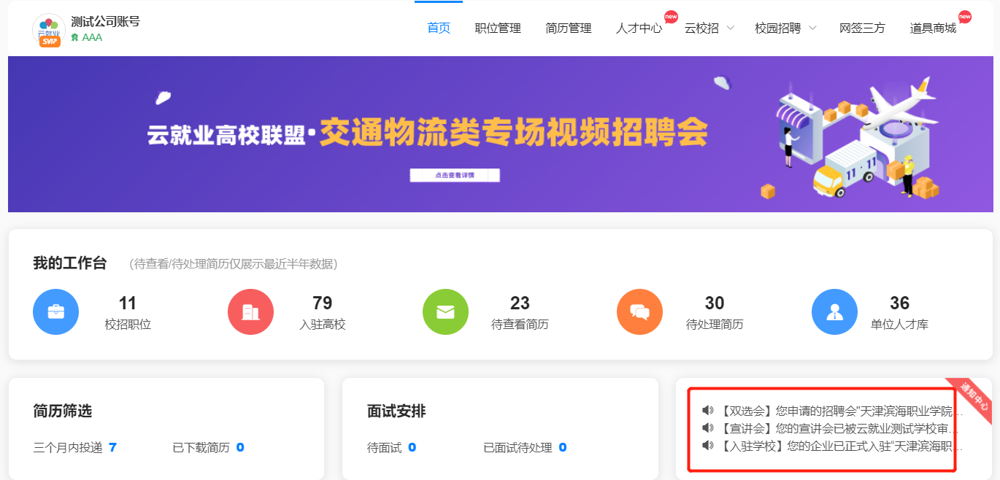 测试公司账号
云就业
SVIP
AAA
首页 职位管理 简历管理 人才中心 new 云校招 校园招聘 网签三方 道具商城 new
云就业高校联盟·交通物流类专场视频招聘会
点击查看详情
11·11
我的工作台 （待查看/待处理简历仅展示最近半年数据）
11 79 23 30 36
校招职位 入驻高校 待查看简历 待处理简历 单位人才库
简历筛选
三个月内投递 7 已下载简历 0
面试安排
待面试 0 已面试待处理 0
通知中心
【双选会】您申请的招聘会"天津滨海职业学院...
【宣讲会】您的宣讲会已被云就业测试学校审...
【入驻学校】您的企业已正式入驻“天津滨海职...